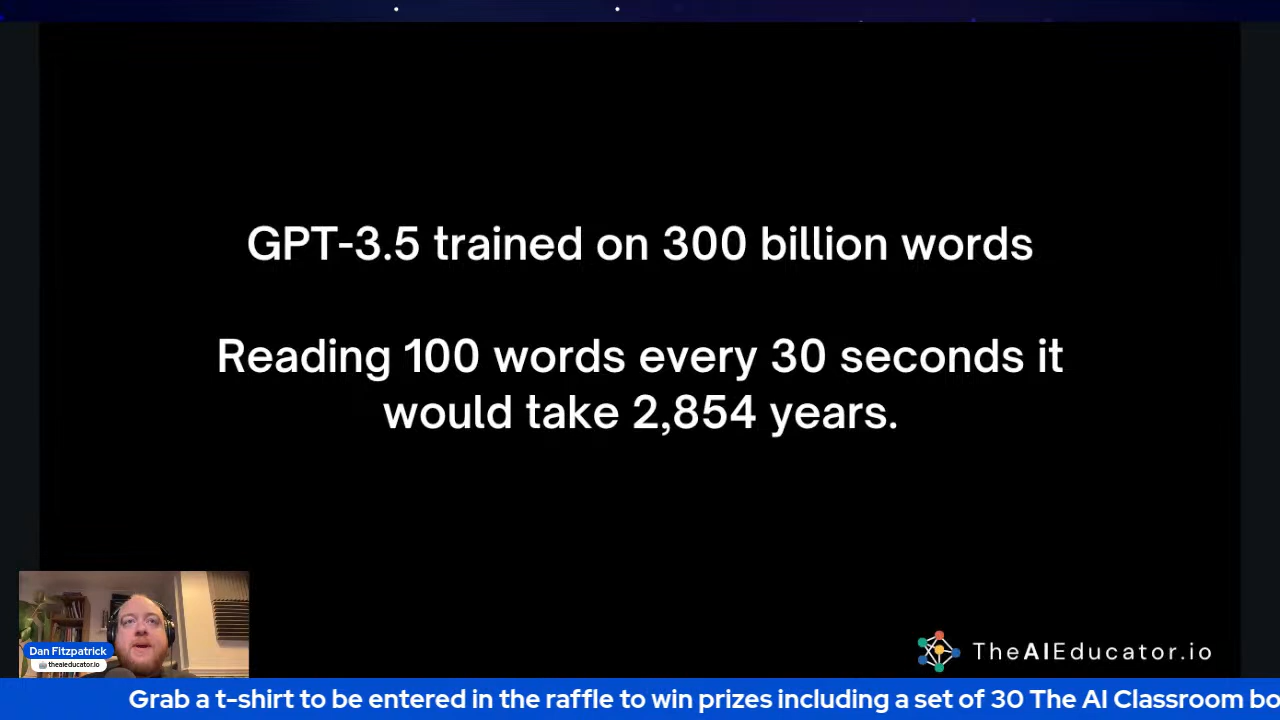 GPT-3.5 trained on 300 billion words
Reading 100 words every 30 seconds it
would take 2,854 years.
Dan Fitzpatrick
theaieducator.io
TheAIEducator.io
Grab a t-shirt to be entered in the raffle to win prizes including a set of 30 The AI Classroom bo